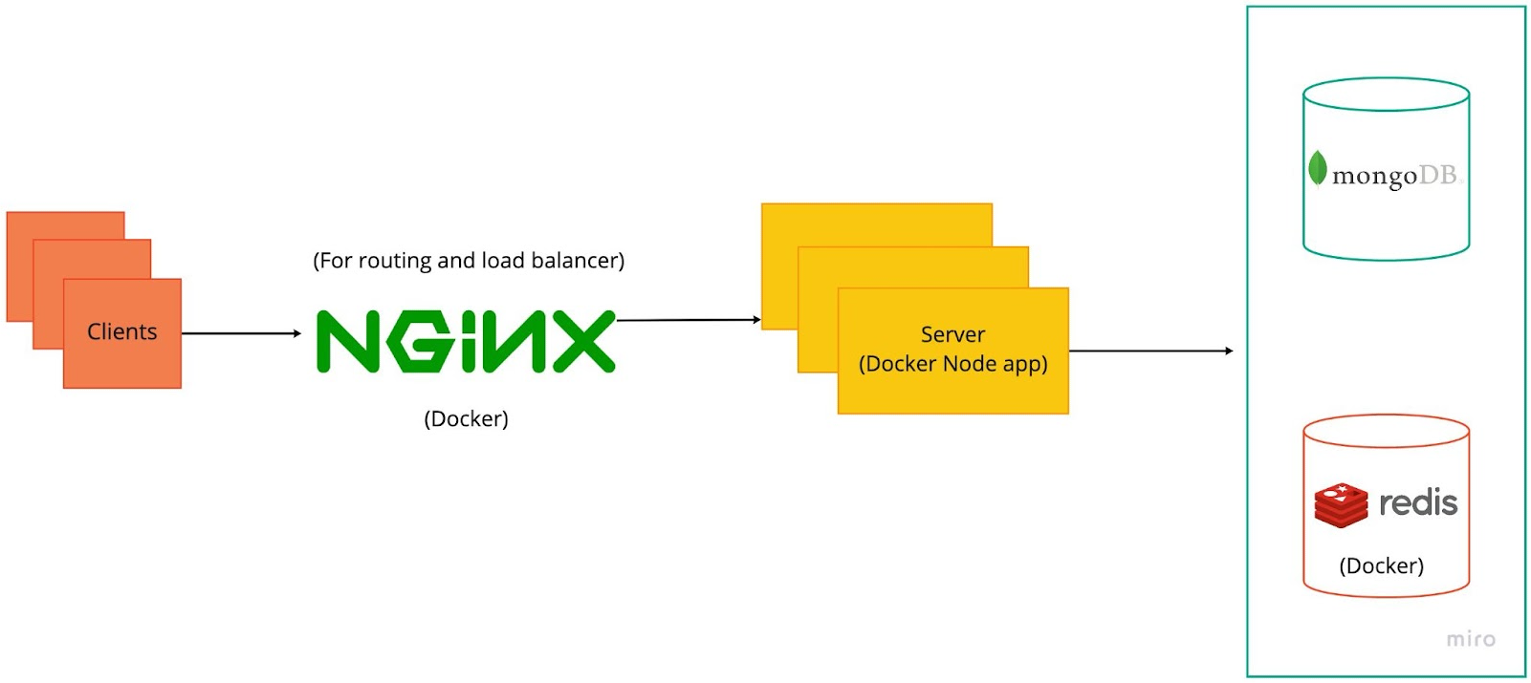 Clients
(For routing and load balancer)
NGiNX
(Docker)
Server
(Docker Node app)
mongoDB
redis
(Docker)
miro